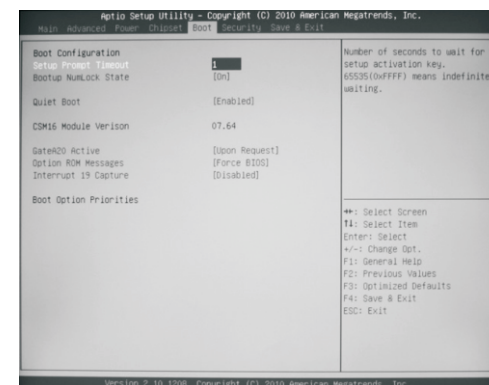 Aptio Setup Utility – Copyright (C) 2010 American Megatrends, Inc.
Main Advanced Power Chipset Boot Security Save & Exit
Boot Configuration
Setup Prompt Timeout 1
Bootup NumLock State [On]
Quiet Boot [Enabled]
CSM16 Module Verison 07.64
GateA20 Active [Upon Request]
Option ROM Messages [Force BIOS]
Interrupt 19 Capture [Disabled]
Boot Option Priorities
Number of seconds to wait for
setup activation key.
65535(0xFFFF) means indefinite
waiting.
↔: Select Screen
↑↓: Select Item
Enter: Select
+/-: Change Opt.
F1: General Help
F2: Previous Values
F3: Optimized Defaults
F4: Save & Exit
ESC: Exit
Version 2.10.1208. Copyright (C) 2010 American Megatrends, Inc.